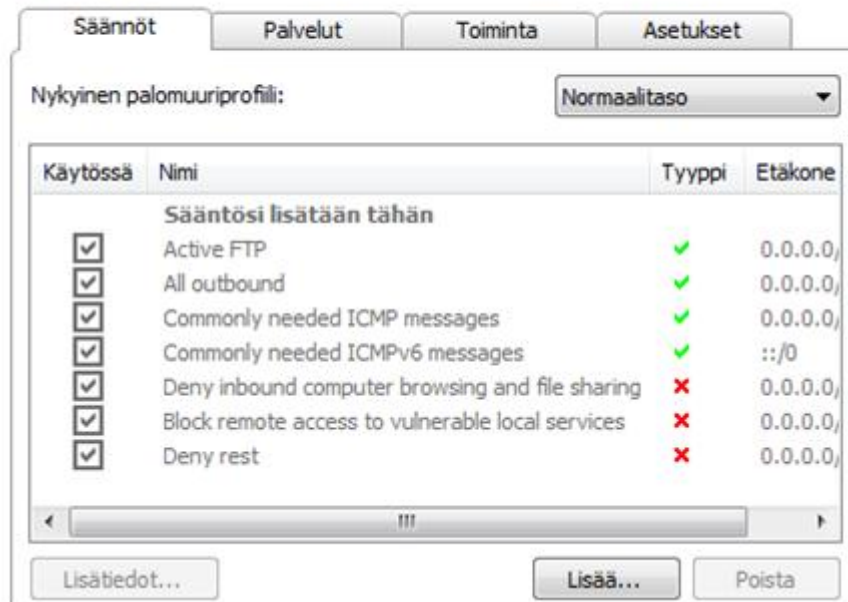 Säännöt Palvelut Toiminta Asetukset
Nykyinen palomuuriprofiili: Normaalitaso
Käytössä Nimi Tyyppi Etäkone
Sääntösi lisätään tähän
Active FTP 0.0.0.0/
All outbound 0.0.0.0/
Commonly needed ICMP messages 0.0.0.0/
Commonly needed ICMPv6 messages ::/0
Deny inbound computer browsing and file sharing 0.0.0.0/
Block remote access to vulnerable local services 0.0.0.0/
Deny rest 0.0.0.0/
Lisätiedot... Lisää... Poista